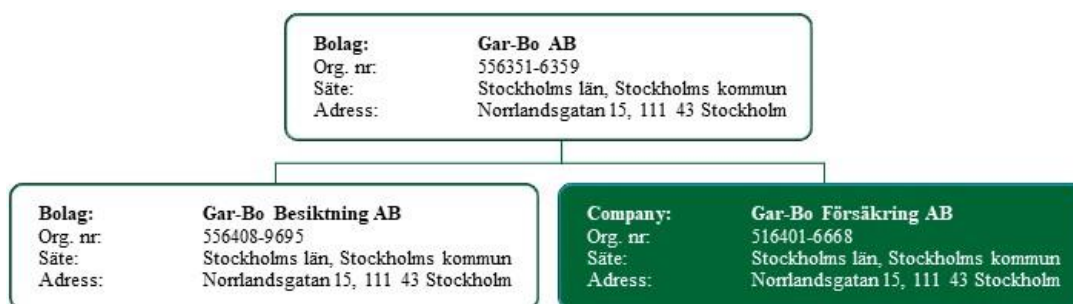 Bolag: Gar-Bo AB
Org. nr: 556351-6359
Säte: Stockholms län, Stockholms kommun
Adress: Norrlandsgatan 15, 111 43 Stockholm
Bolag: Gar-Bo Besiktning AB
Org. nr: 556408-9695
Säte: Stockholms län, Stockholms kommun
Adress: Norrlandsgatan 15, 111 43 Stockholm
Company: Gar-Bo Försäkring AB
Org. nr: 516401-6668
Säte: Stockholms län, Stockholms kommun
Adress: Norrlandsgatan 15, 111 43 Stockholm